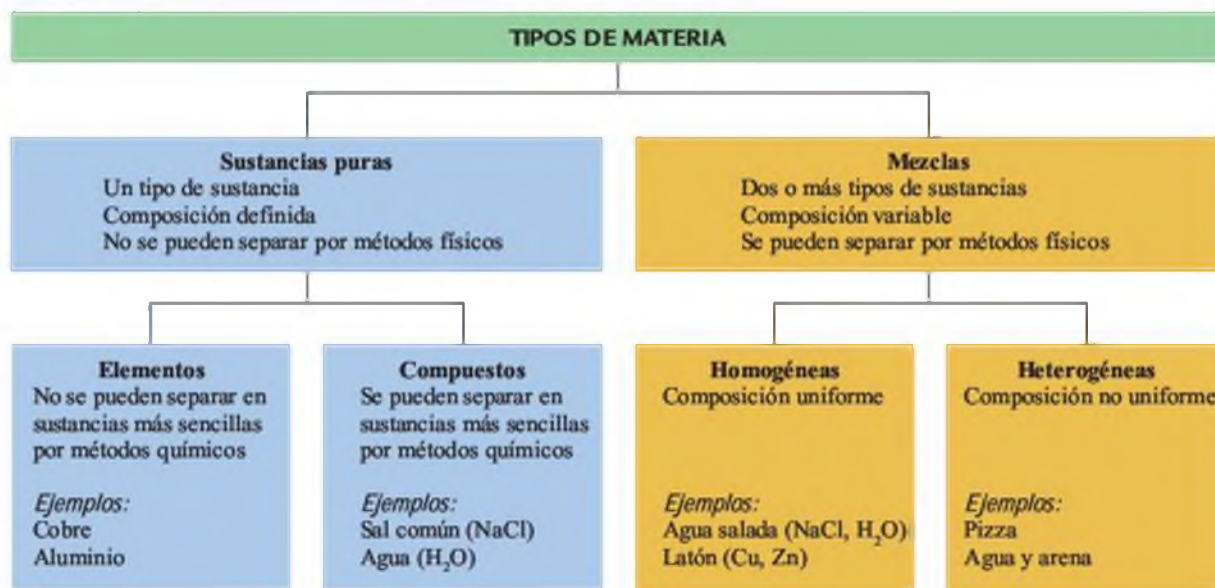 TIPOS DE MATERIA
Sustancias puras
Un tipo de sustancia
Composición definida
No se pueden separar por métodos físicos
Mezclas
Dos o más tipos de sustancias
Composición variable
Se pueden separar por métodos físicos
Elementos
No se pueden separar en
sustancias más sencillas
por métodos químicos
Ejemplos:
Cobre
Aluminio
Compuestos
Se pueden separar en
sustancias más sencillas
por métodos químicos
Ejemplos:
Sal común (NaCl)
Agua (H₂O)
Homogéneas
Composición uniforme
Ejemplos:
Agua salada (NaCl, H₂O)
Latón (Cu, Zn)
Heterogéneas
Composición no uniforme
Ejemplos:
Pizza
Agua y arena